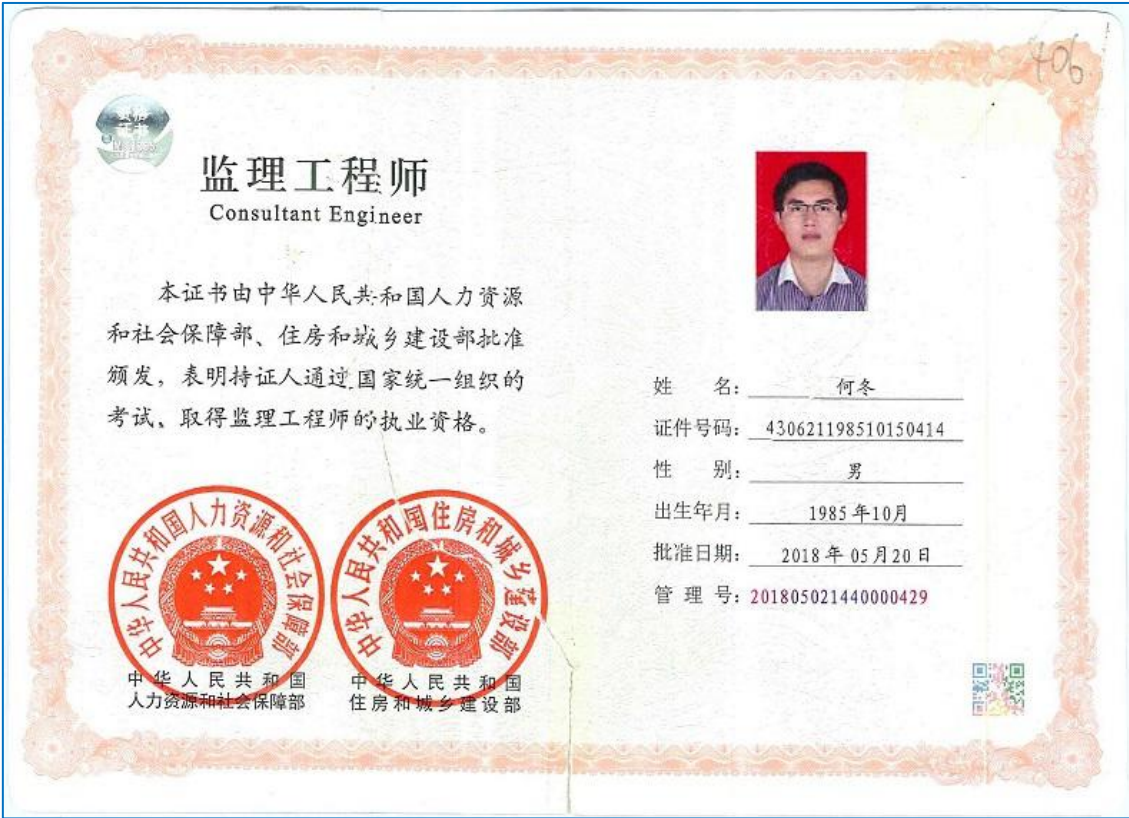 406
监理工程师
Consultant Engineer
本证书由中华人民共和国人力资源
和社会保障部、住房和城乡建设部批准
颁发，表明持证人通过国家统一组织的
考试、取得监理工程师的执业资格。
中华人民共和国人力资源和社会保障部
中华人民共和国住房和城乡建设部
中华人民共和国
人力资源和社会保障部
中华人民共和国
住房和城乡建设部
姓 名： 何冬
证件号码： 430621198510150414
性 别： 男
出生年月： 1985年10月
批准日期： 2018年05月20日
管 理 号：201805021440000429